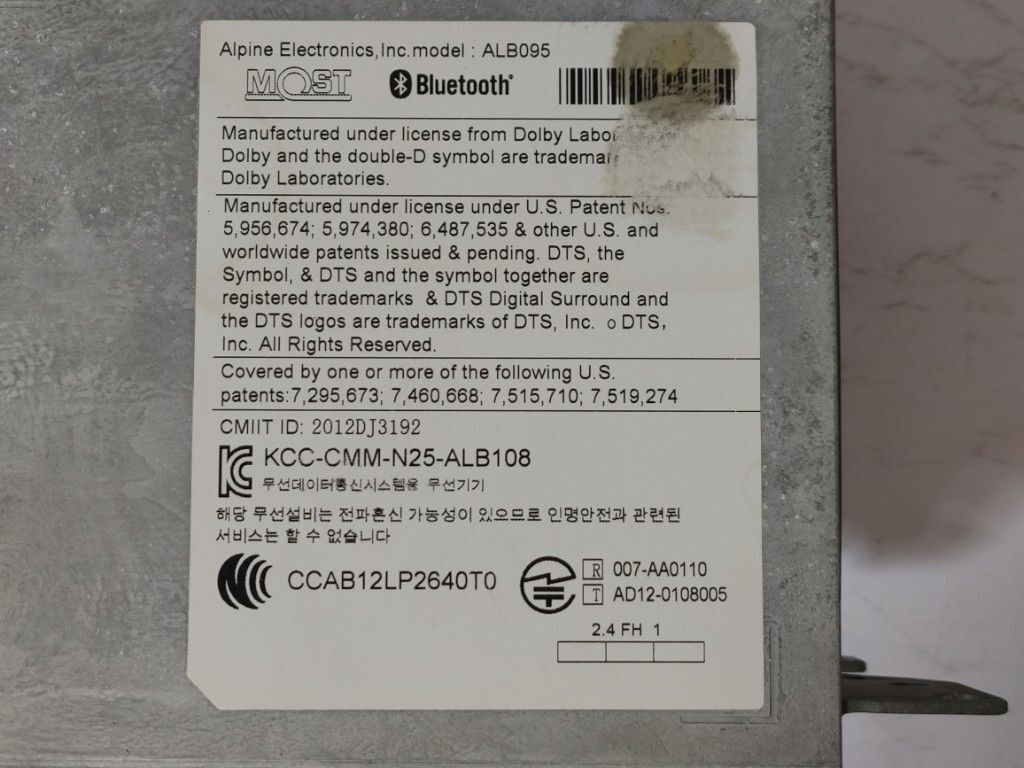 Alpine Electronics,Inc.model : ALB095
MOST Bluetooth®
Manufactured under license from Dolby
Dolby and the double-D symbol are
Dolby Laboratories.
Manufactured under license under U.S. Patent Nos.
5,956,674; 5,974,380; 6,487,535 & other U.S. and
worldwide patents issued & pending. DTS, the
Symbol, & DTS and the symbol together are
registered trademarks & DTS Digital Surround and
the DTS logos are trademarks of DTS, Inc. o DTS,
Inc. All Rights Reserved.
Covered by one or more of the following U.S.
patents:7,295,673; 7,460,668; 7,515,710; 7,519,274
CMIIT ID: 2012DJ3192
KCC-CMM-N25-ALB108
무선데이터통신시스템용 무선기기
해당 무선설비는 전파혼신 가능성이 있으므로 인명안전과 관련된
서비스는 할 수 없습니다
CCAB12LP2640T0
R 007-AA0110
T AD12-0108005
2.4 FH 1